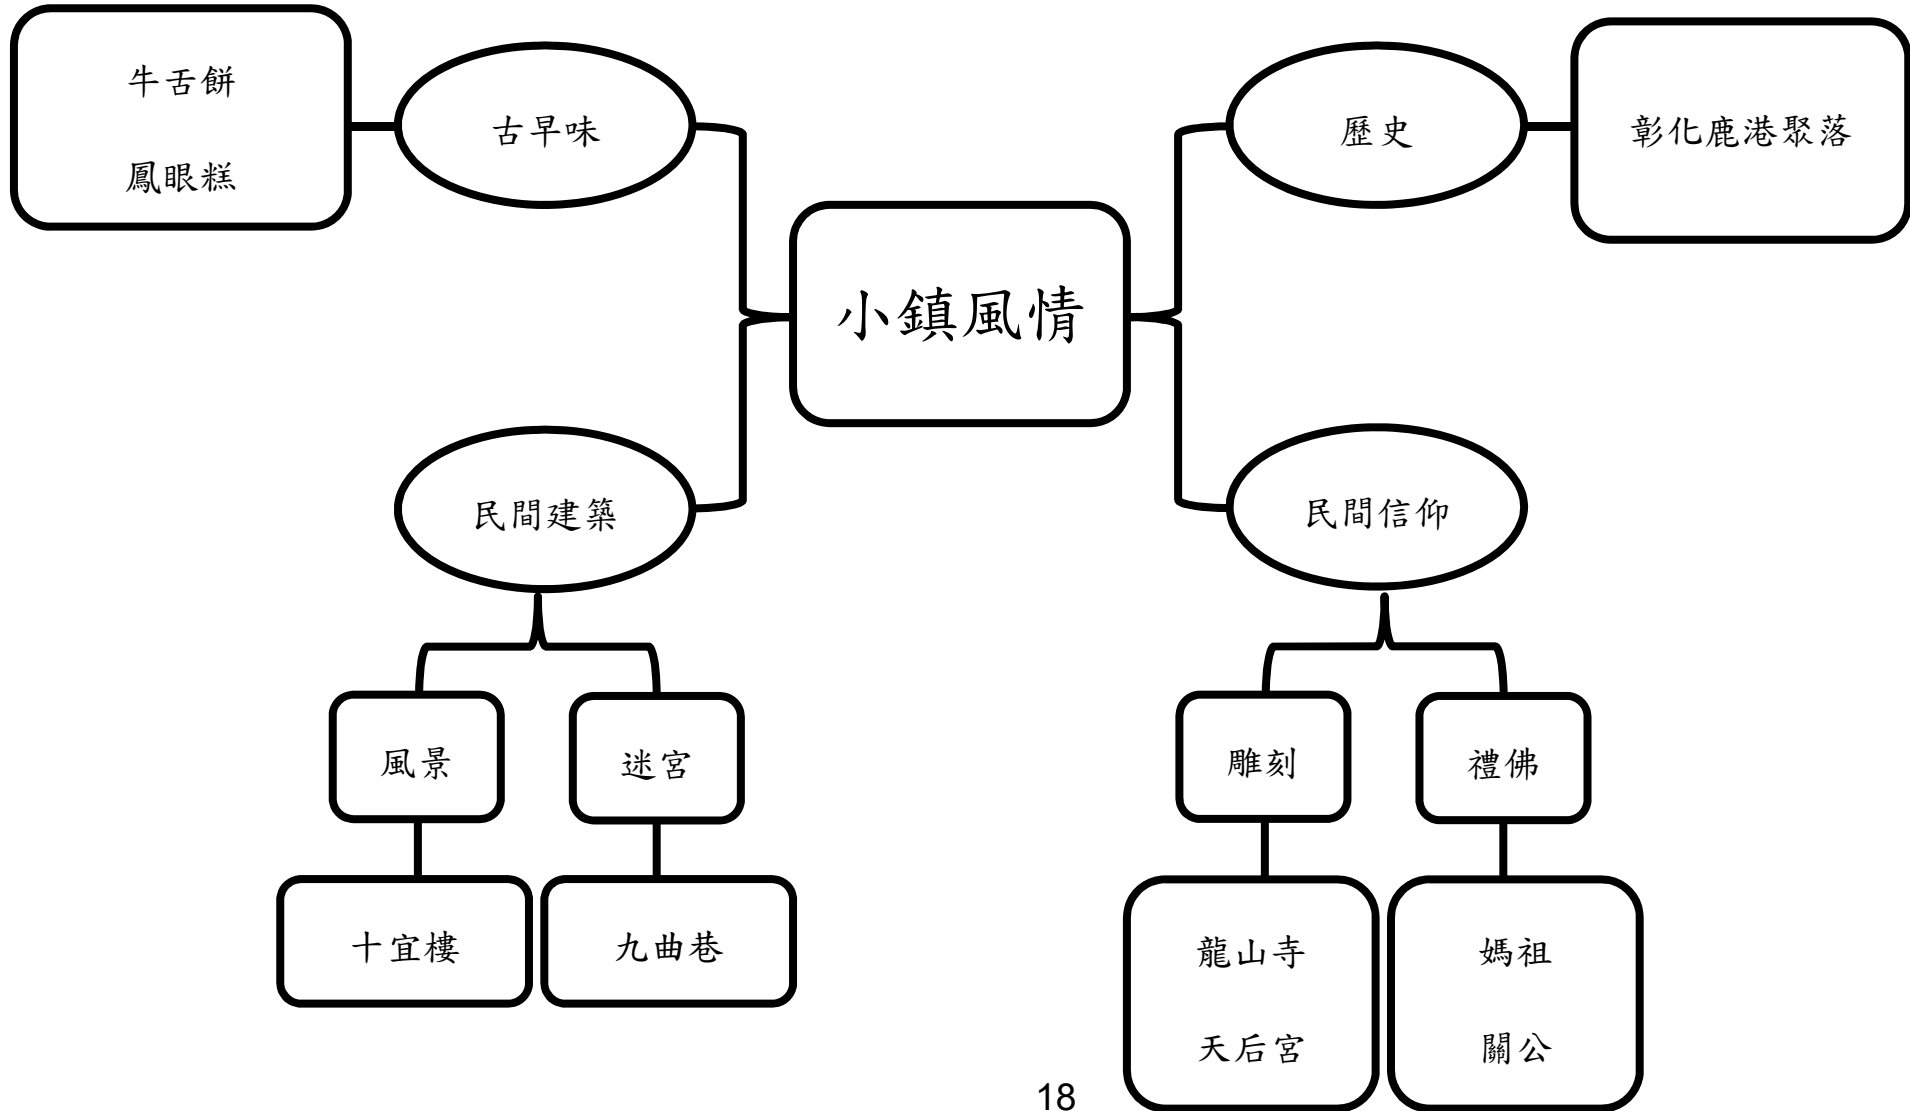 牛舌餅
鳳眼糕
古早味
歷史
彰化鹿港聚落
小鎮風情
民間建築
民間信仰
風景
迷宮
雕刻
禮佛
十宜樓
九曲巷
龍山寺
天后宮
媽祖
關公
18